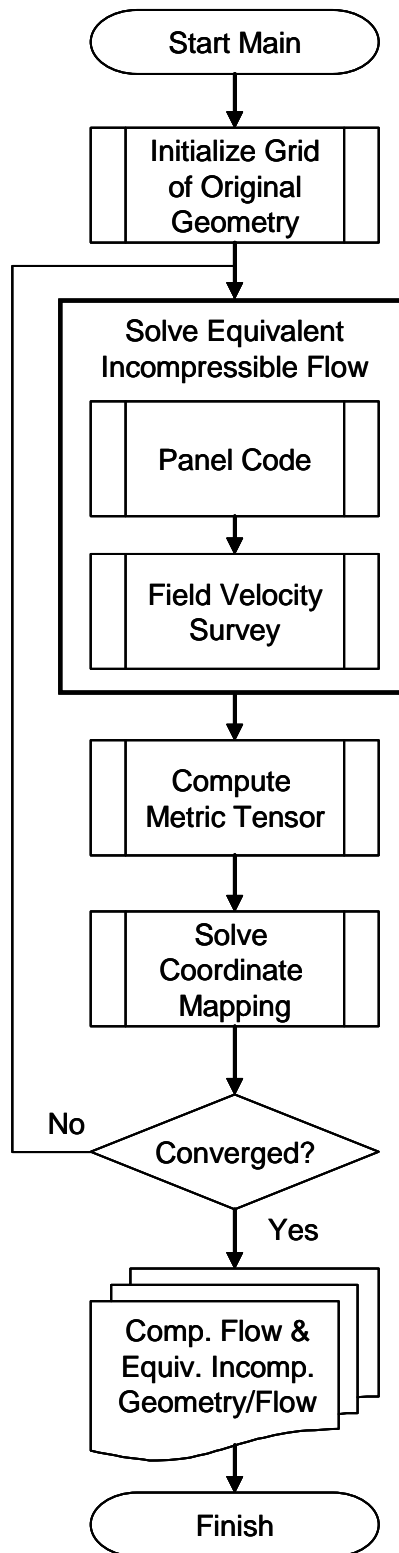 Start Main
Initialize Grid
of Original
Geometry
Solve Equivalent
Incompressible Flow
Panel Code
Field Velocity
Survey
Compute
Metric Tensor
Solve
Coordinate
Mapping
No
Converged?
Yes
Comp. Flow &
Equiv. Incomp.
Geometry/Flow
Finish